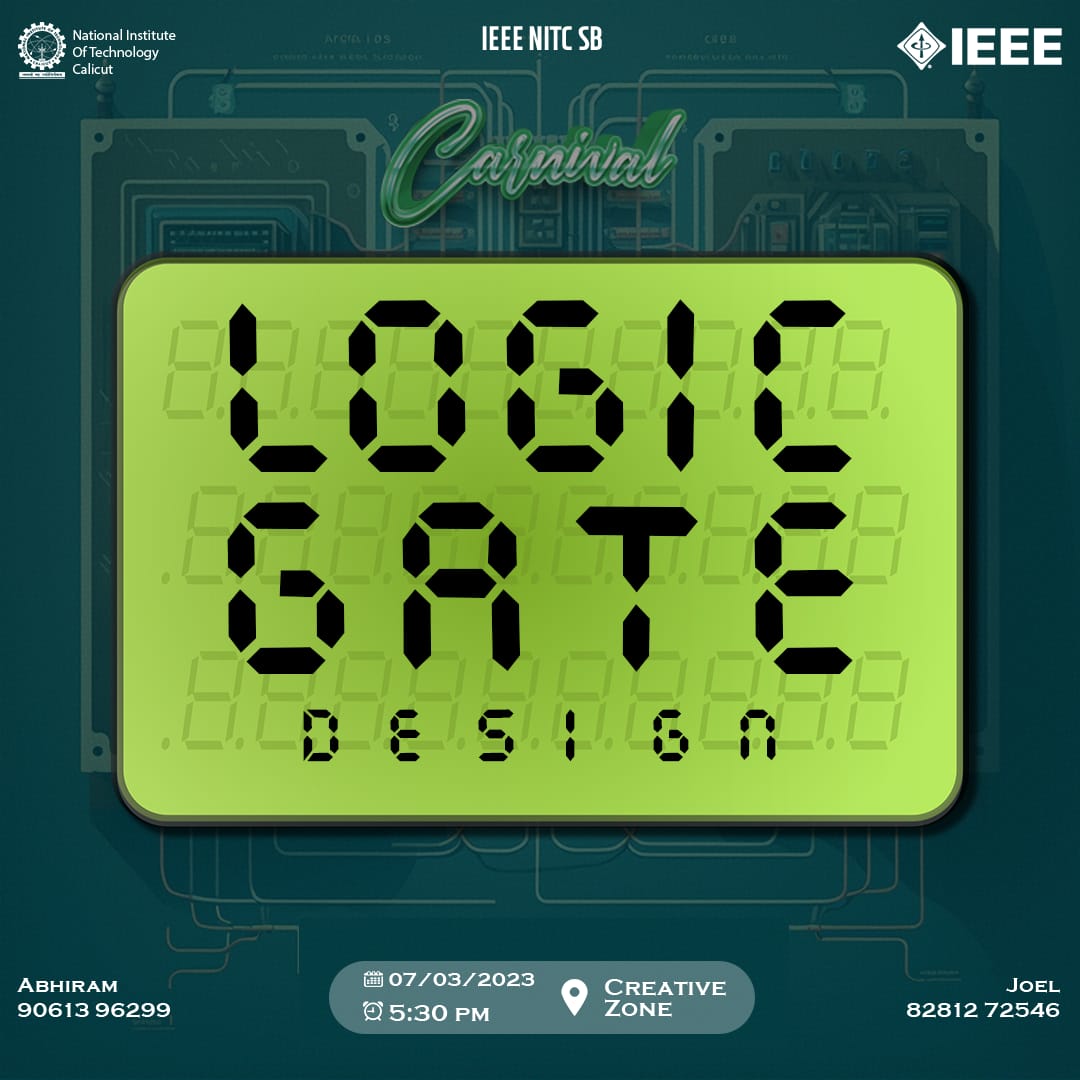 National Institute
Of Technology
Calicut
IEEE NITC SB
IEEE
Carnival
LOGIC
GATE
DESIGN
ABHIRAM
90613 96299
07/03/2023
5:30 PM
CREATIVE
ZONE
JOEL
82812 72546